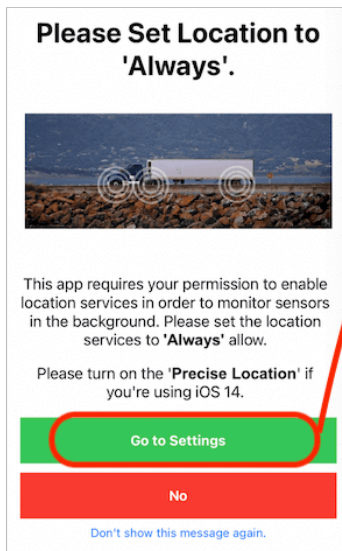 Please Set Location to
'Always'.
This app requires your permission to enable
location services in order to monitor sensors
in the background. Please set the location
services to 'Always' allow.
Please turn on the 'Precise Location' if
you're using iOS 14.
Go to Settings
No
Don't show this message again.